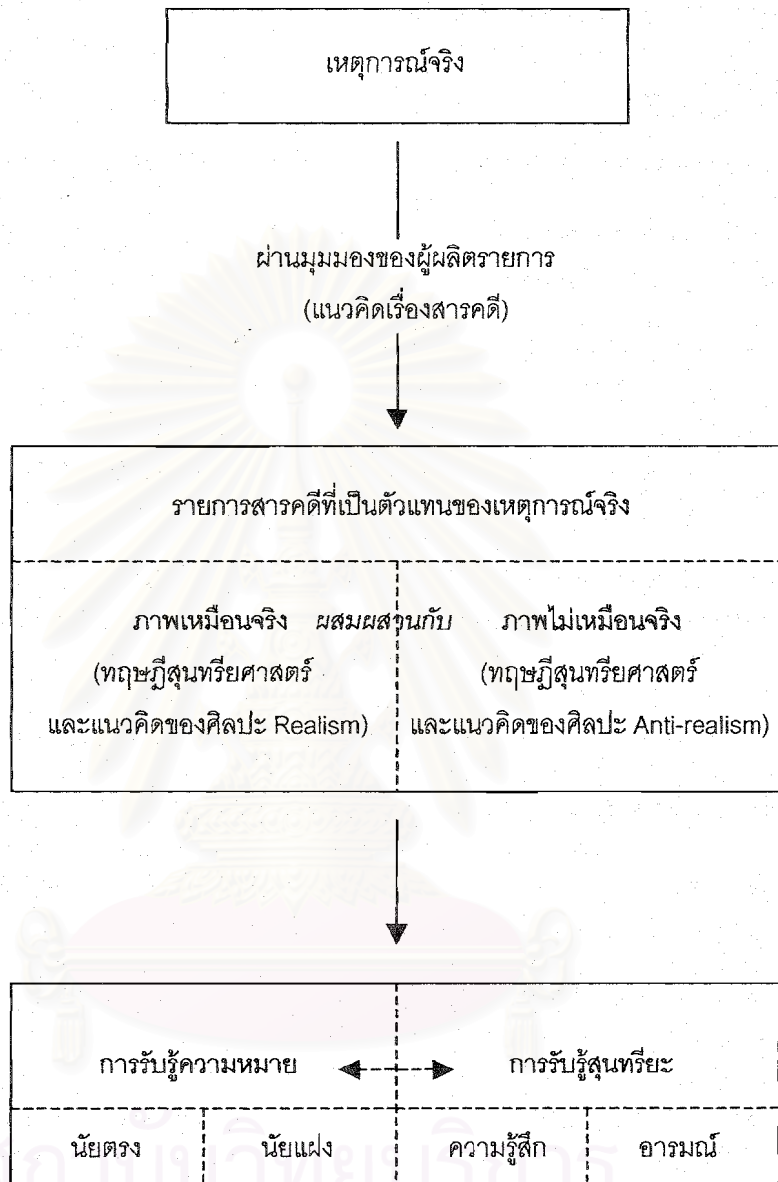 เหตุการณ์จริง
ผ่านมุมมองของผู้ผลิตรายการ
(แนวคิดเรื่องสารคดี)
รายการสารคดีที่เป็นตัวแทนของเหตุการณ์จริง
ภาพเหมือนจริง ผสมผสานกับ ภาพไม่เหมือนจริง
(ทฤษฎีสุนทรียศาสตร์ (ทฤษฎีสุนทรียศาสตร์
และแนวคิดของศิลปะ Realism) และแนวคิดของศิลปะ Anti-realism)
การรับรู้ความหมาย การรับรู้สุนทรียะ
นัยตรง นัยแฝง ความรู้สึก อารมณ์